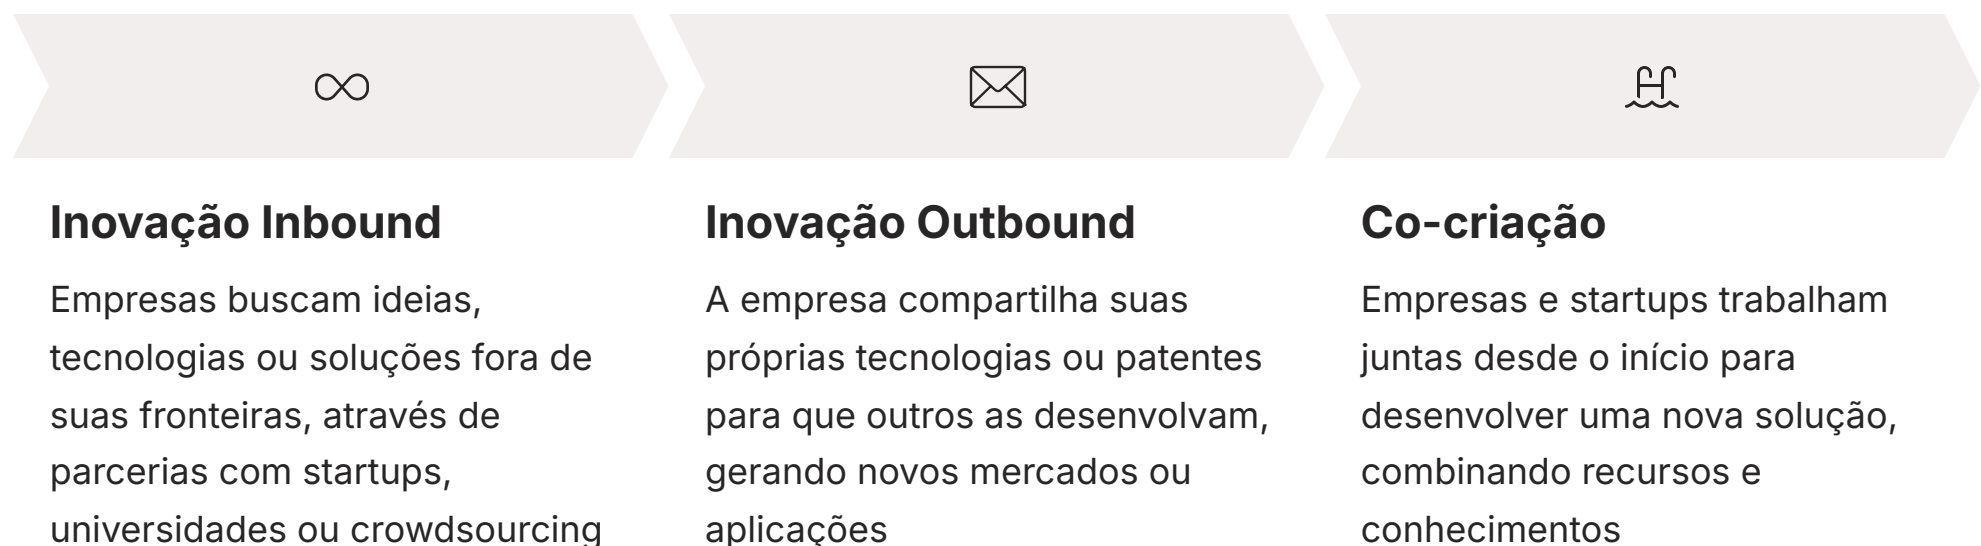 Inovação Inbound
Empresas buscam ideias,
tecnologias ou soluções fora de
suas fronteiras, através de
parcerias com startups,
universidades ou crowdsourcing
Inovação Outbound
A empresa compartilha suas
próprias tecnologias ou patentes
para que outros as desenvolvam,
gerando novos mercados ou
aplicações
Co-criação
Empresas e startups trabalham
juntas desde o início para
desenvolver uma nova solução,
combinando recursos e
conhecimentos